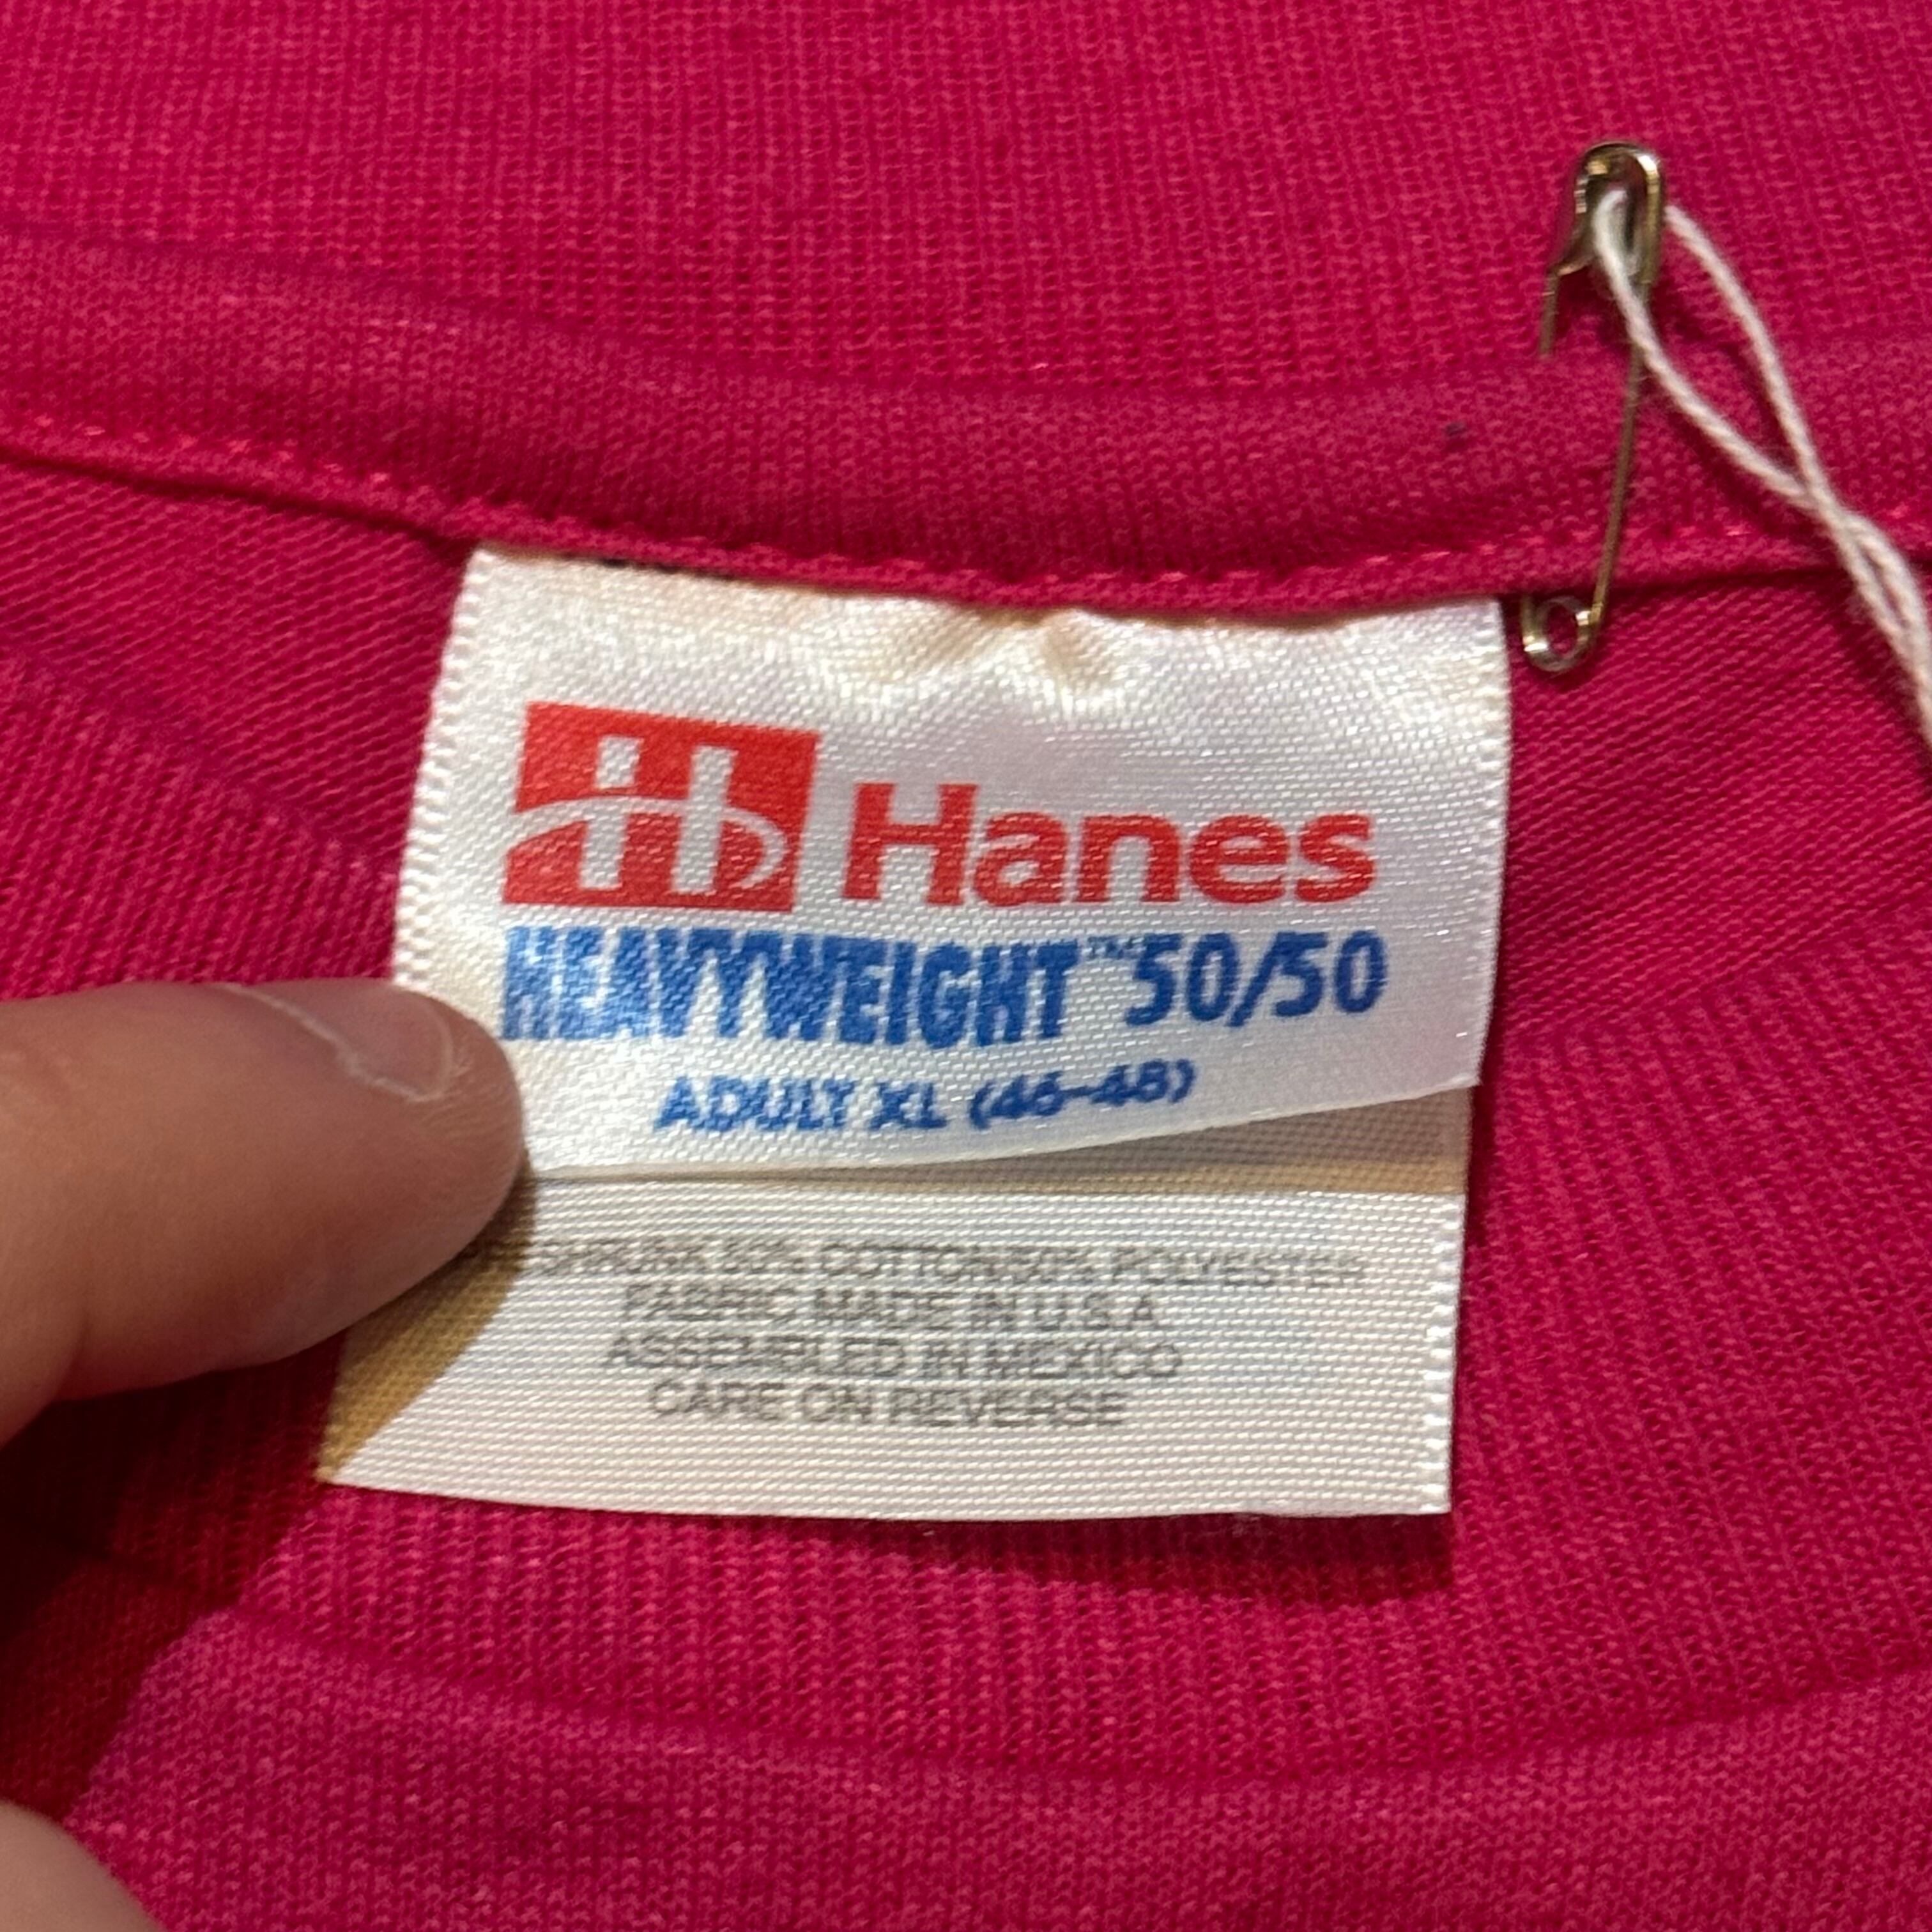 Hanes
HEAVYWEIGHT™ 50/50
ADULT XL (46-48)
SHRUNK 50% COTTON/50% POLYESTER
FABRIC MADE IN U.S.A
ASSEMBLED IN MEXICO
CARE ON REVERSE